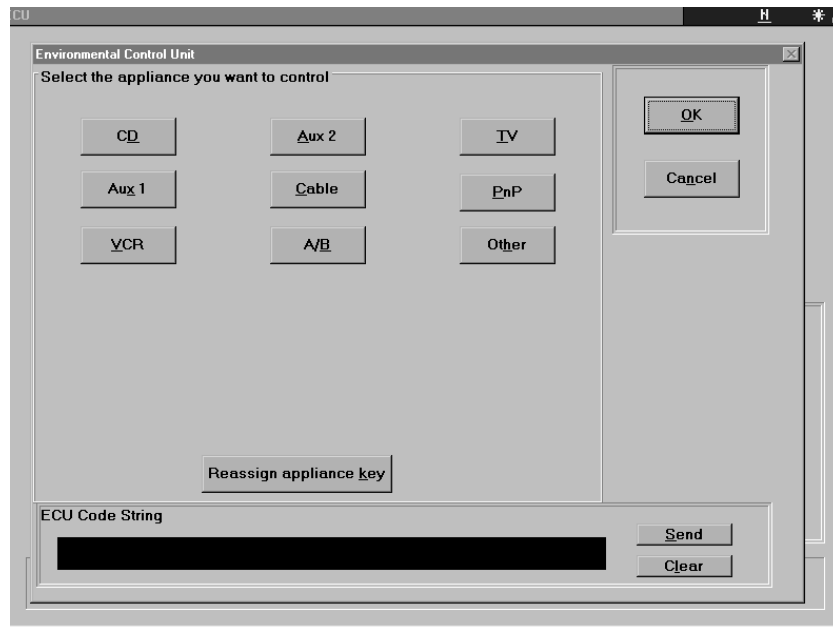 ECU N
Environmental Control Unit
Select the appliance you want to control
CD Aux 2 TV
Aux 1 Cable PnP
VCR A/B Other
OK
Cancel
Reassign appliance key
ECU Code String
Send
Clear